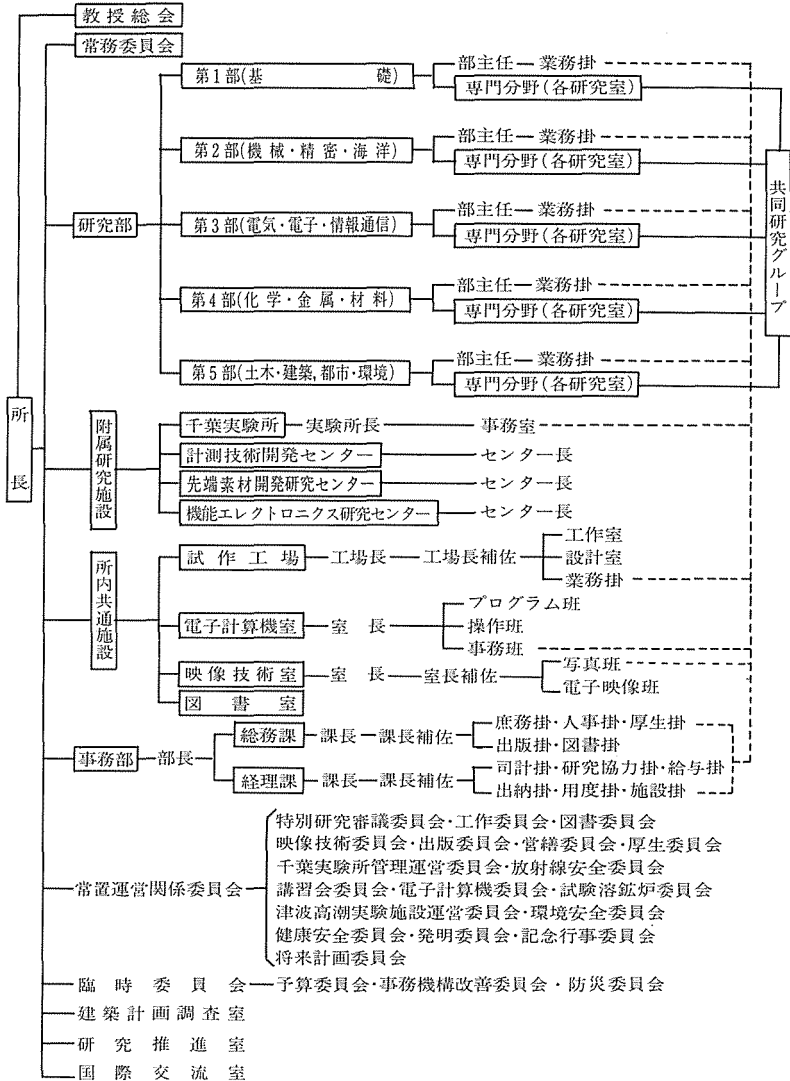 教授総会
常務委員会
第1部(基礎)
部主任 業務掛
専門分野(各研究室)
第2部(機械・精密・海洋)
部主任 業務掛
専門分野(各研究室)
研究部
第3部(電気・電子・情報通信)
部主任 業務掛
専門分野(各研究室)
第4部(化学・金属・材料)
部主任 業務掛
専門分野(各研究室)
第5部(土木・建築,都市・環境)
部主任 業務掛
専門分野(各研究室)
共同研究グループ
所長
附属研究施設
千葉実験所 実験所長 事務室
計測技術開発センター センター長
先端素材開発研究センター センター長
機能エレクトロニクス研究センター センター長
所内共通施設
試作工場 工場長 工場長補佐
工作室
設計室
業務掛
電子計算機室 室長
プログラム班
操作班
事務班
映像技術室 室長 室長補佐
写真班
電子映像班
図書室
事務部 部長
総務課 課長 課長補佐
庶務掛・人事掛・厚生掛
出版掛・図書掛
経理課 課長 課長補佐
司計掛・研究協力掛・給与掛
出納掛・用度掛・施設掛
常置運営関係委員会
特別研究審議委員会・工作委員会・図書委員会
映像技術委員会・出版委員会・営繕委員会・厚生委員会
千葉実験所管理運営委員会・放射線安全委員会
講習会委員会・電子計算機委員会・試験溶鉱炉委員会
津波高潮実験施設運営委員会・環境安全委員会
健康安全委員会・発明委員会・記念行事委員会
将来計画委員会
臨時委員会 予算委員会・事務機構改善委員会・防災委員会
建築計画調査室
研究推進室
国際交流室